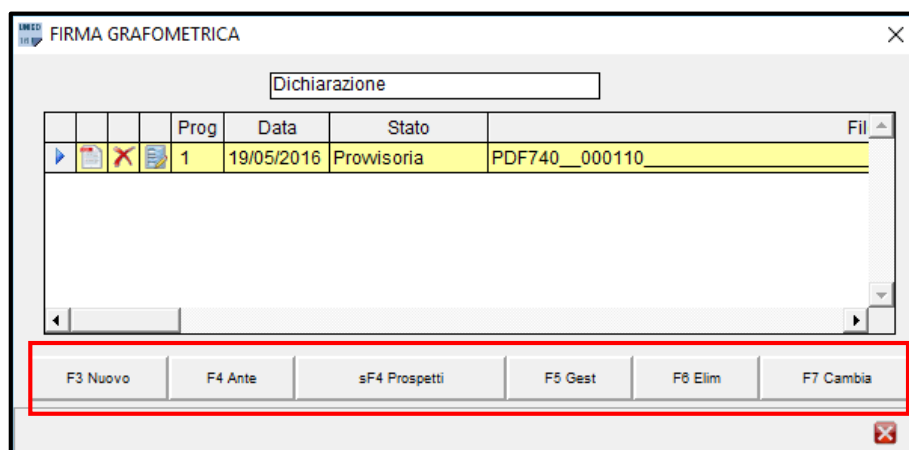 FIRMA GRAFOMETRICA
Dichiarazione
Prog Data Stato Fil
1 19/05/2016 Provvisoria PDF740__000110____________________
F3 Nuovo F4 Ante sF4 Prospetti F5 Gest F6 Elim F7 Cambia